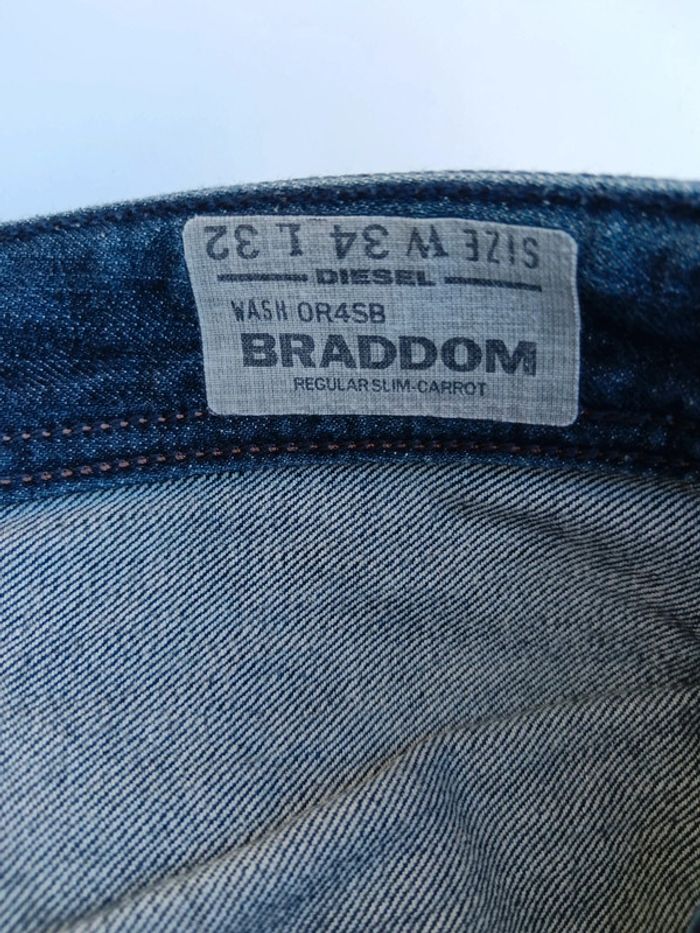 SIZE W 34 L 32
DIESEL
WASH 0R4SB
BRADDOM
REGULAR SLIM-CARROT